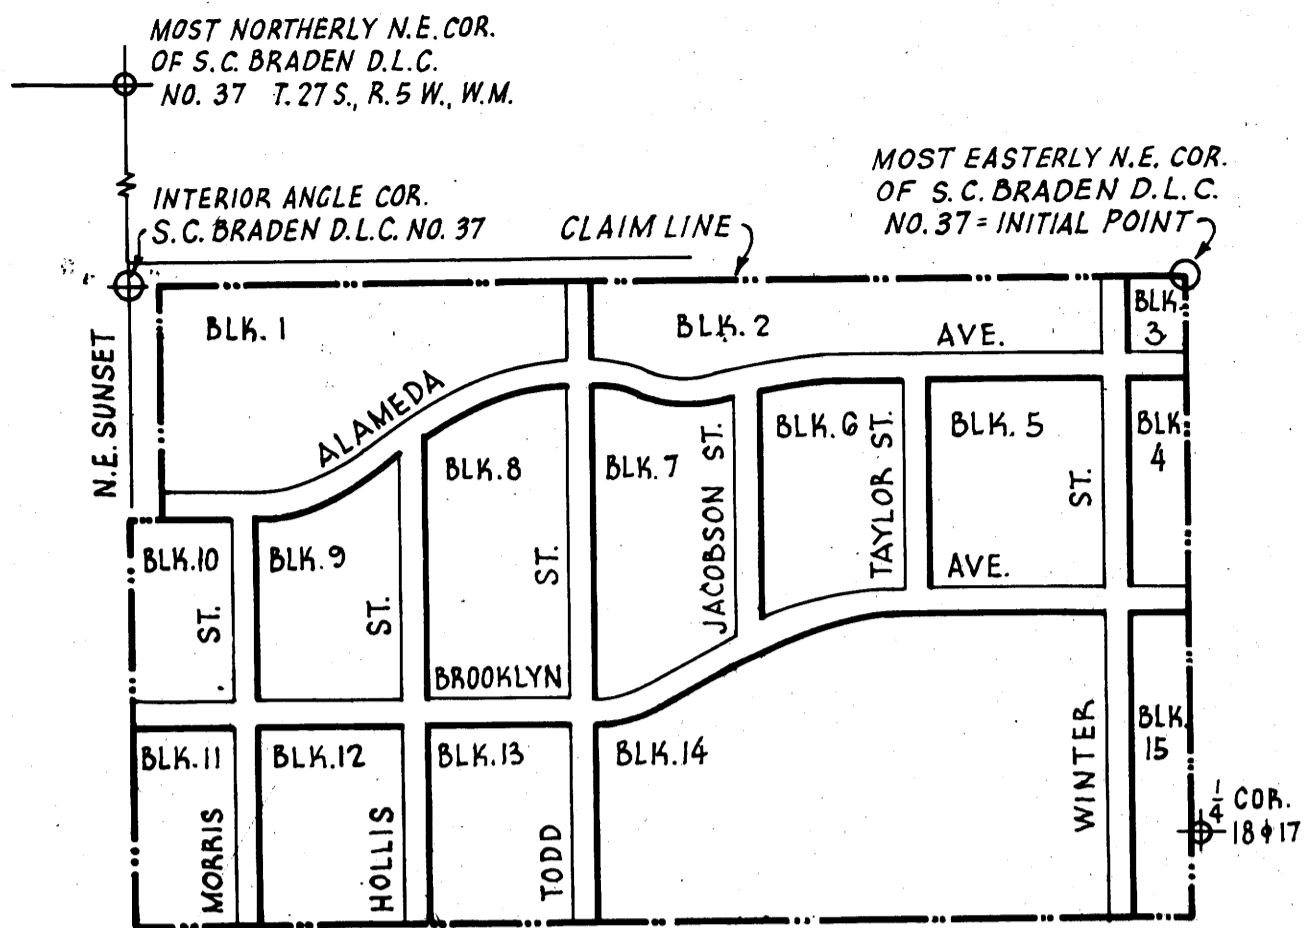 MOST NORTHERLY N.E. COR.
OF S.C. BRADEN D.L.C.
NO. 37 T. 27 S., R. 5 W., W.M.
MOST EASTERLY N.E. COR.
OF S.C. BRADEN D.L.C.
NO. 37 = INITIAL POINT
INTERIOR ANGLE COR.
S.C. BRADEN D.L.C. NO. 37
CLAIM LINE
N.E. SUNSET
BLK. 1
BLK. 2
BLK.
3
AVE.
ALAMEDA
BLK. 8
BLK. 7
JACOBSON ST.
BLK. 6
TAYLOR ST.
BLK. 5
ST.
BLK.
4
BLK. 10
ST.
BLK. 9
ST.
ST.
AVE.
BROOKLYN
BLK. 11
MORRIS
BLK. 12
HOLLIS
BLK. 13
TODD
BLK. 14
WINTER
BLK.
15
1/4 COR.
18 ϕ 17